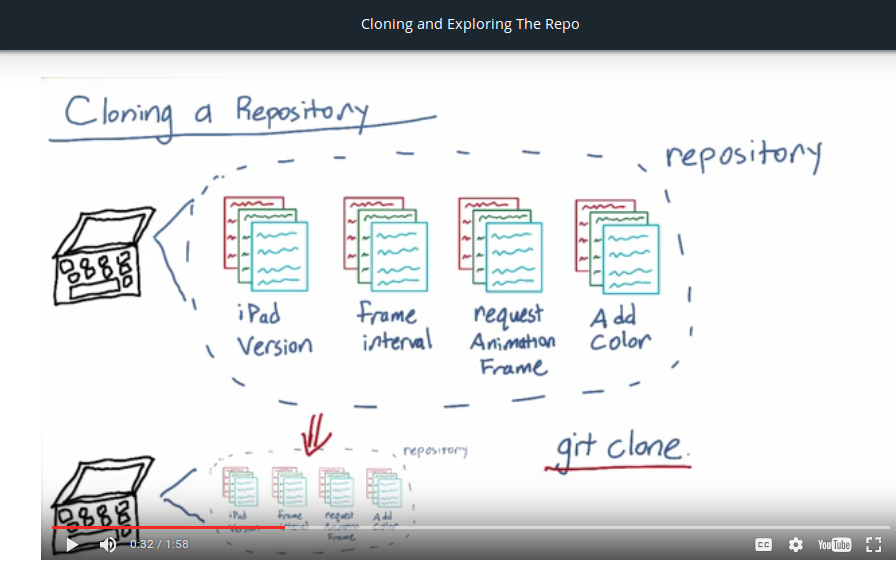 Cloning and Exploring The Repo
Cloning a Repository
repository
iPad
Version
Frame
interval
request
Animation
Frame
Add
Color
repository
git clone.
iPad
Version
Frame
interval
request
Animation
Frame
Add
Color
0:32 / 1:58
CC
YouTube